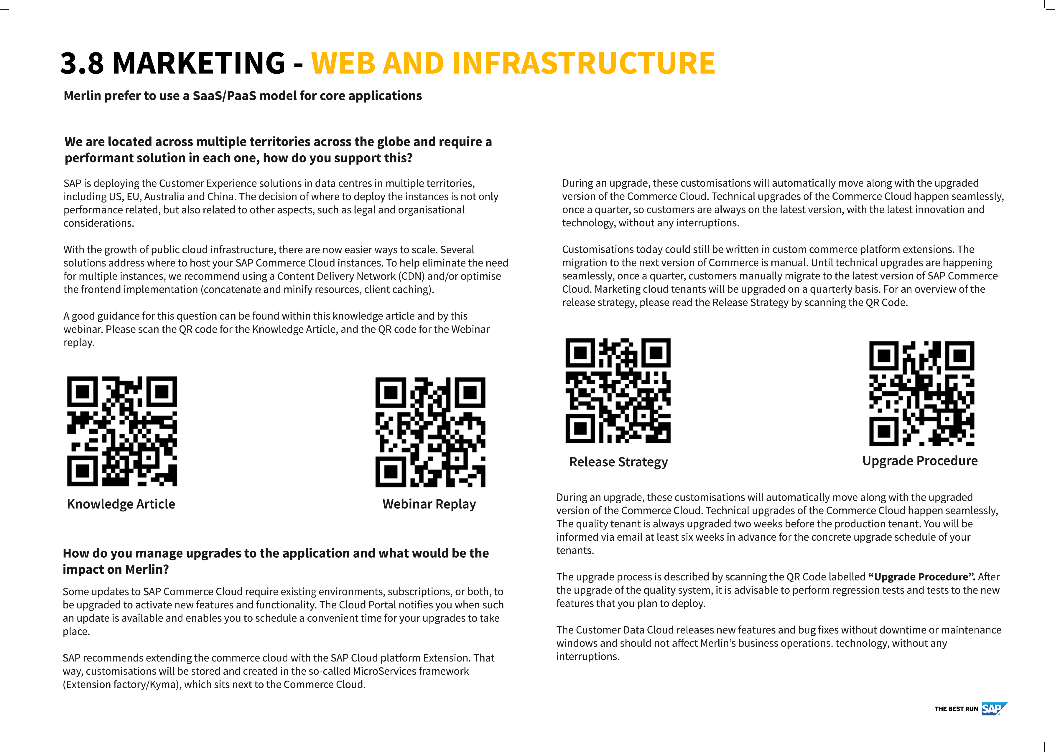 3.8 MARKETING - WEB AND INFRASTRUCTURE
Merlin prefer to use a SaaS/PaaS model for core applications
We are located across multiple territories across the globe and require a
performant solution in each one, how do you support this?
SAP is deploying the Customer Experience solutions in data centres in multiple territories,
including US, EU, Australia and China. The decision of where to deploy the instances is not only
performance related, but also related to other aspects, such as legal and organisational
considerations.
With the growth of public cloud infrastructure, there are now easier ways to scale. Several
solutions address where to host your SAP Commerce Cloud instances. To help eliminate the need
for multiple instances, we recommend using a Content Delivery Network (CDN) and/or optimise
the frontend implementation (concatenate and minify resources, client caching).
A good guidance for this question can be found within this knowledge article and by this
webinar. Please scan the QR code for the Knowledge Article, and the QR code for the Webinar
replay.
Knowledge Article
Webinar Replay
How do you manage upgrades to the application and what would be the
impact on Merlin?
Some updates to SAP Commerce Cloud require existing environments, subscriptions, or both, to
be upgraded to activate new features and functionality. The Cloud Portal notifies you when such
an update is available and enables you to schedule a convenient time for your upgrades to take
place.
SAP recommends extending the commerce cloud with the SAP Cloud platform Extension. That
way, customisations will be stored and created in the so-called MicroServices framework
(Extension factory/Kyma), which sits next to the Commerce Cloud.
During an upgrade, these customisations will automatically move along with the upgraded
version of the Commerce Cloud. Technical upgrades of the Commerce Cloud happen seamlessly,
once a quarter, so customers are always on the latest version, with the latest innovation and
technology, without any interruptions.
Customisations today could still be written in custom commerce platform extensions. The
migration to the next version of Commerce is manual. Until technical upgrades are happening
seamlessly, once a quarter, customers manually migrate to the latest version of SAP Commerce
Cloud. Marketing cloud tenants will be upgraded on a quarterly basis. For an overview of the
release strategy, please read the Release Strategy by scanning the QR Code.
Release Strategy
Upgrade Procedure
During an upgrade, these customisations will automatically move along with the upgraded
version of the Commerce Cloud. Technical upgrades of the Commerce Cloud happen seamlessly,
The quality tenant is always upgraded two weeks before the production tenant. You will be
informed via email at least six weeks in advance for the concrete upgrade schedule of your
tenants.
The upgrade process is described by scanning the QR Code labelled “Upgrade Procedure”. After
the upgrade of the quality system, it is advisable to perform regression tests and tests to the new
features that you plan to deploy.
The Customer Data Cloud releases new features and bug fixes without downtime or maintenance
windows and should not affect Merlin’s business operations. technology, without any
interruptions.
THE BEST RUN SAP